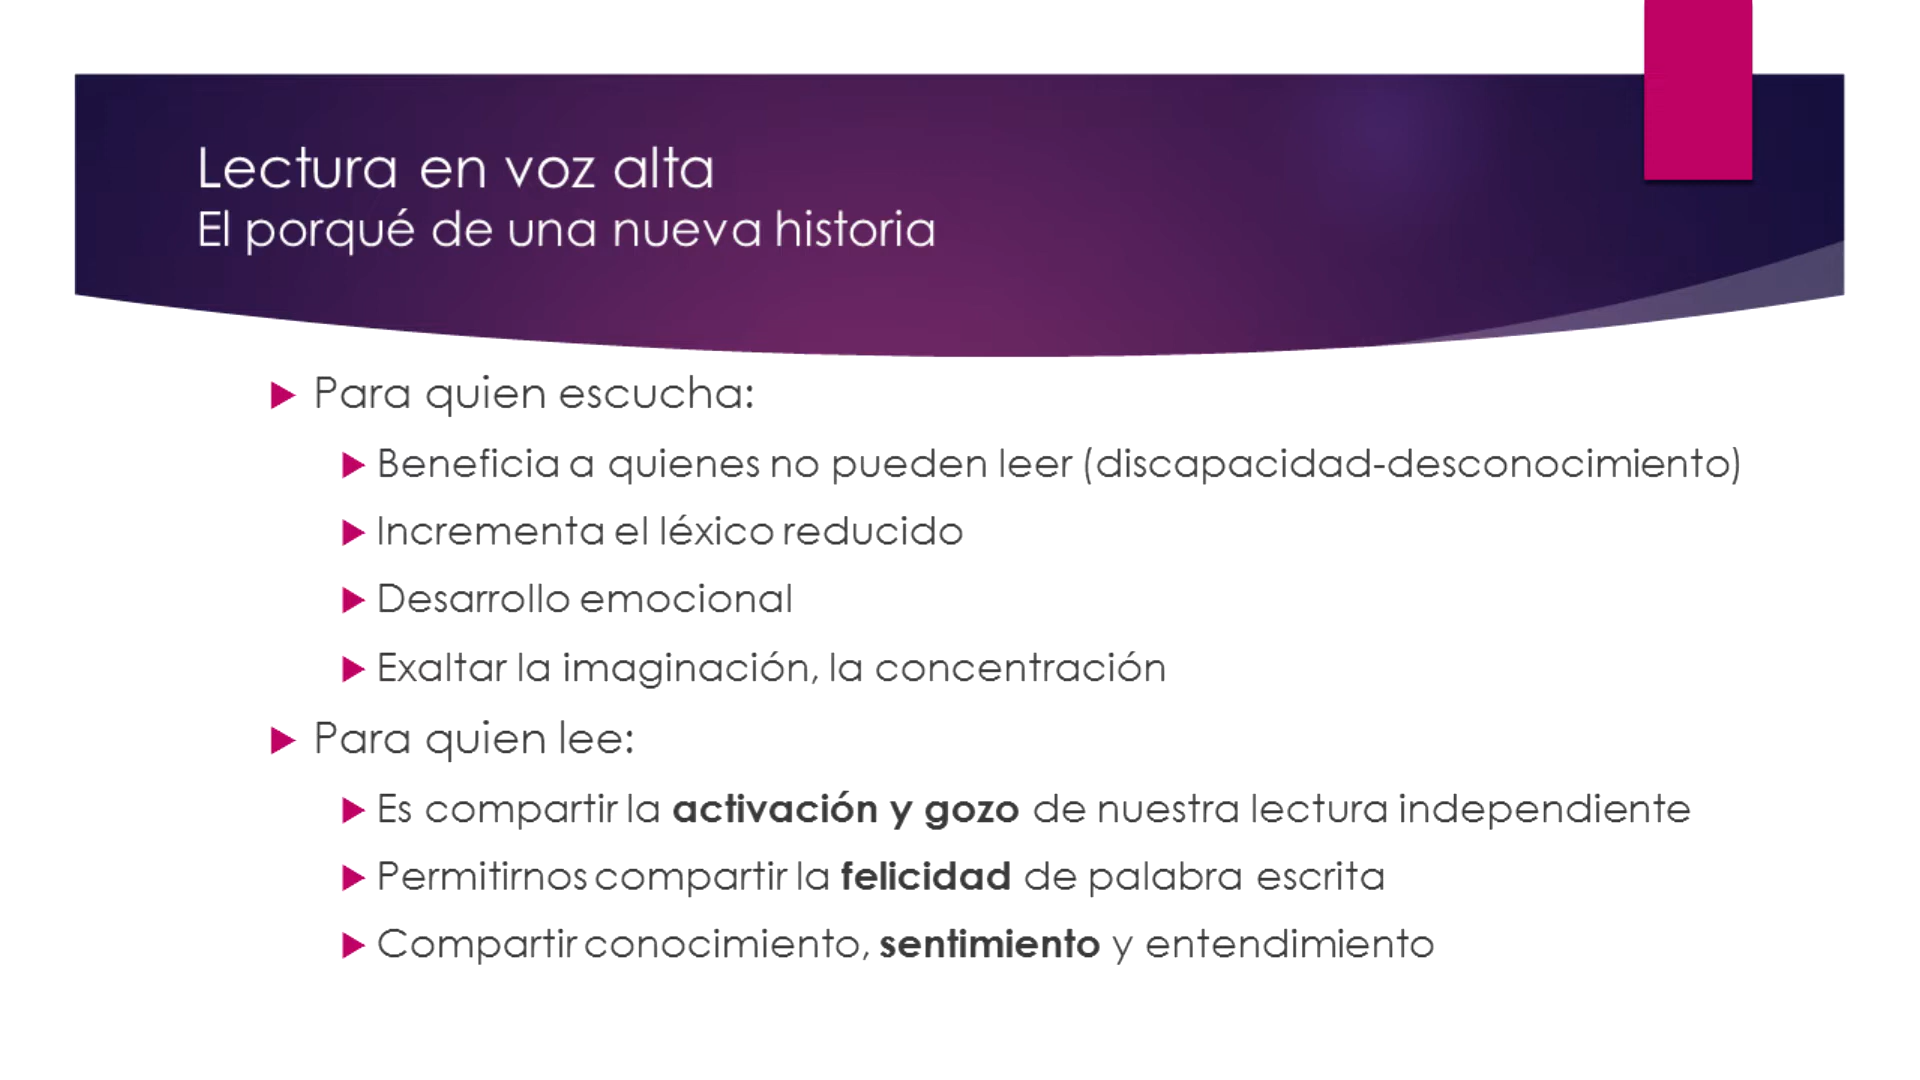 Lectura en voz alta
El porqué de una nueva historia
Para quien escucha:
Beneficia a quienes no pueden leer (discapacidad-desconocimiento)
Incrementa el léxico reducido
Desarrollo emocional
Exaltar la imaginación, la concentración
Para quien lee:
Es compartir la activación y gozo de nuestra lectura independiente
Permitirnos compartir la felicidad de palabra escrita
Compartir conocimiento, sentimiento y entendimiento